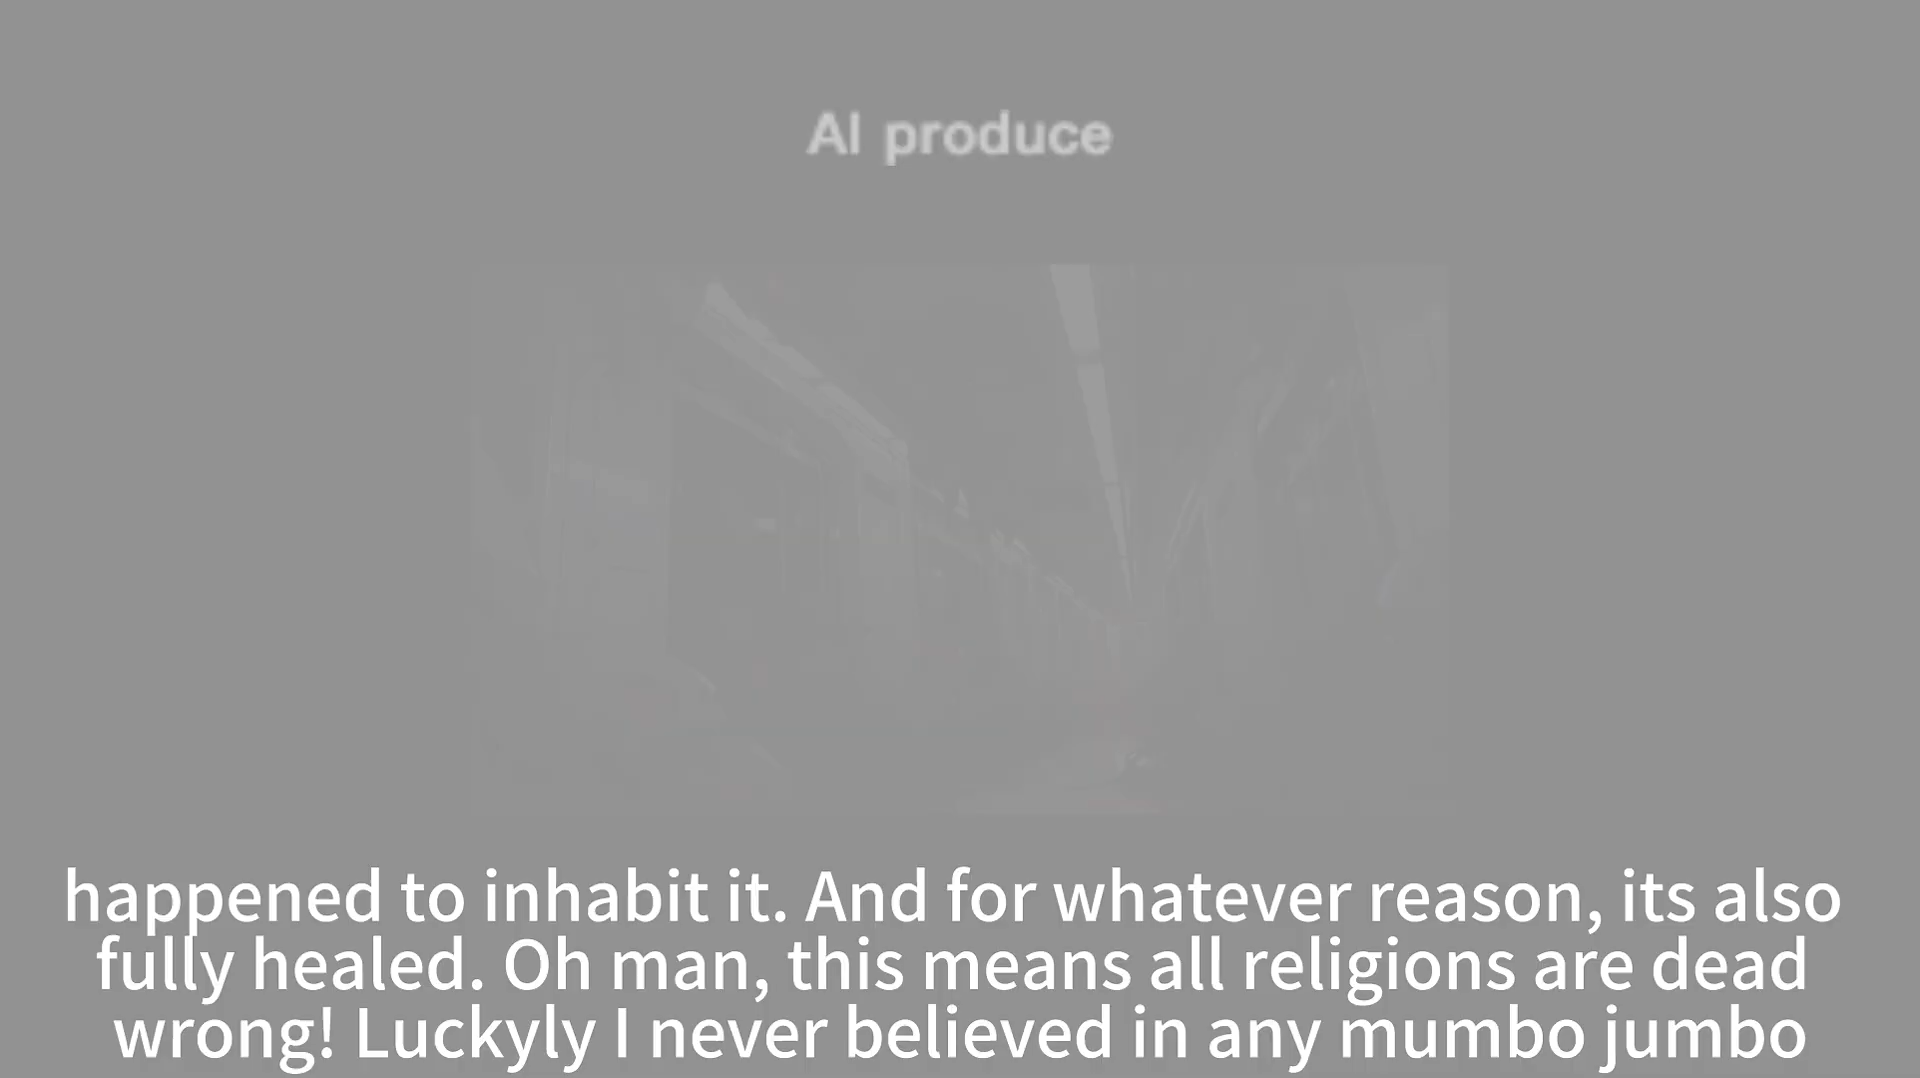 AI produce
happened to inhabit it. And for whatever reason, its also
fully healed. Oh man, this means all religions are dead
wrong! Luckyly I never believed in any mumbo jumbo